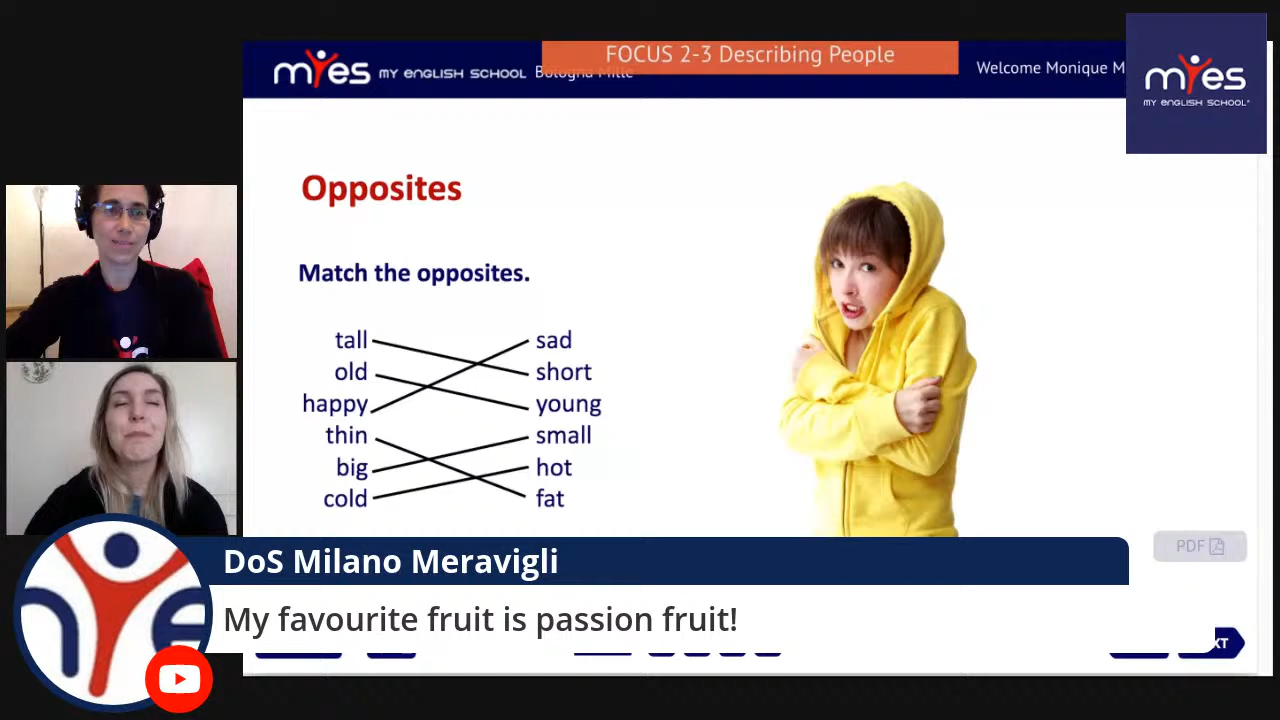 FOCUS 2-3 Describing People
myes MY ENGLISH SCHOOL Bologna Mille
Welcome Monique M
myes
MY ENGLISH SCHOOL
Opposites
Match the opposites.
tall sad
old short
happy young
thin small
big hot
cold fat
PDF
DoS Milano Meravigli
My favourite fruit is passion fruit!
XT